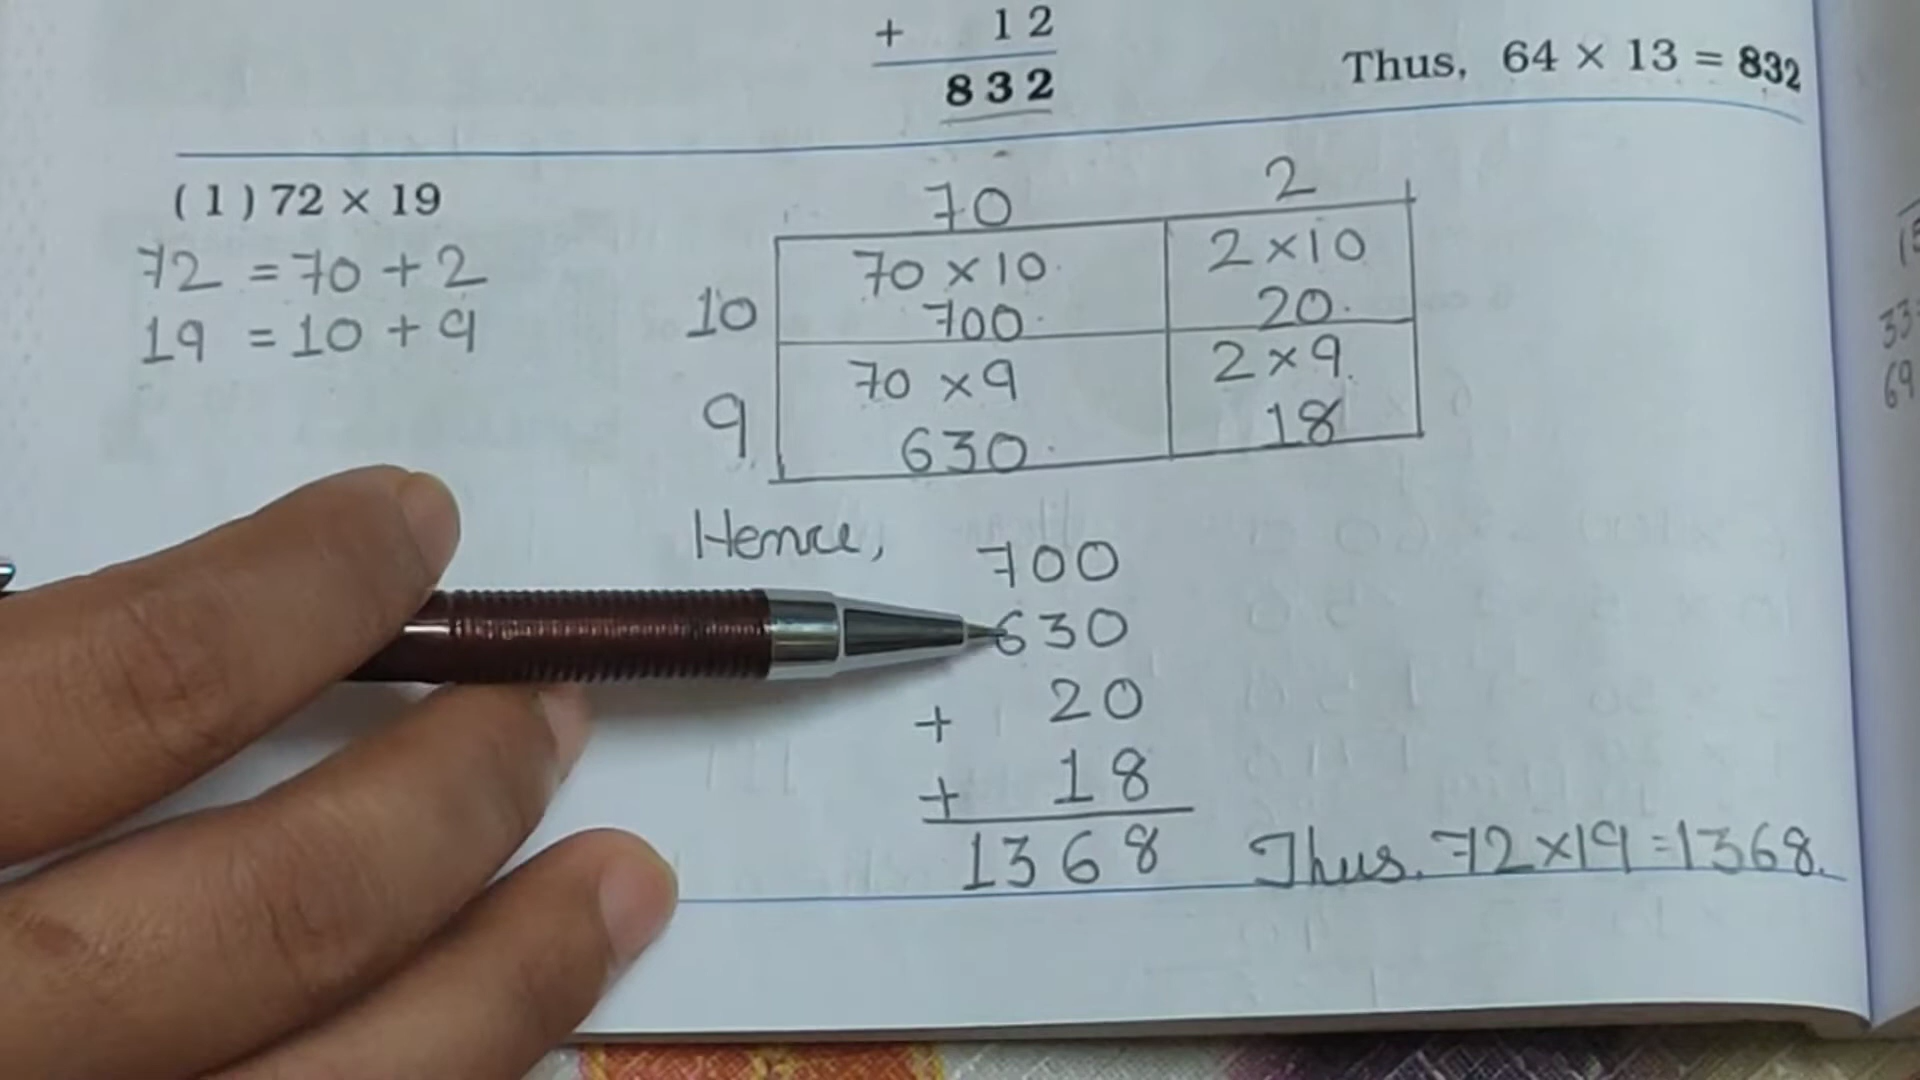 + 12
832
Thus, 64 × 13 = 832
( 1 ) 72 × 19
72 = 70 + 2
19 = 10 + 9
70 2
10
70 × 10
700
2 × 10
20
9
70 × 9
630
2 × 9
18
Hence,
700
630
+ 20
+ 18
1368
Thus. 72 × 19 = 1368.
33
69